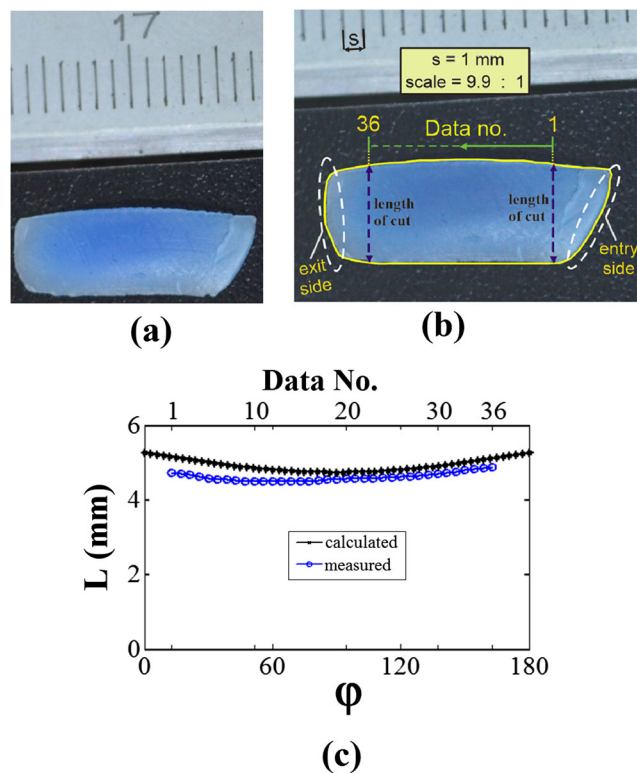 17
(a)
s
s = 1 mm
scale = 9.9 : 1
36
Data no.
1
length
of cut
length
of cut
exit
side
entry
side
(b)
Data No.
1
10
20
30
36
6
4
2
0
L (mm)
calculated
measured
0
60
120
180
φ
(c)